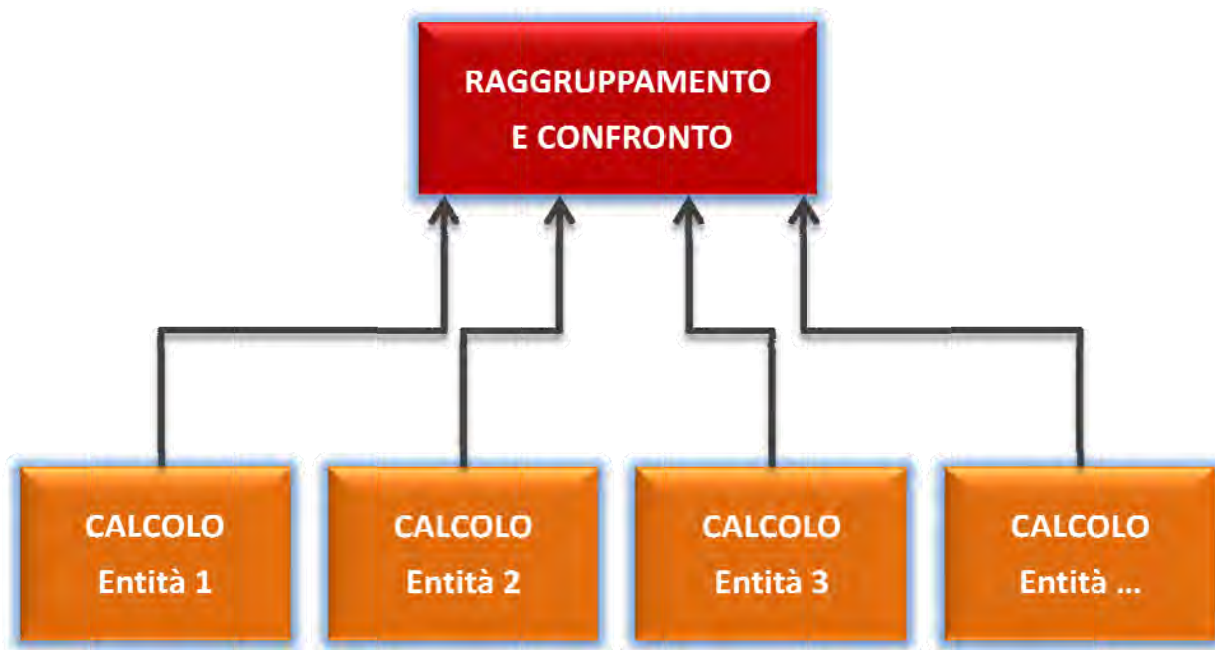 RAGGRUPPAMENTO
E CONFRONTO
CALCOLO
Entità 1
CALCOLO
Entità 2
CALCOLO
Entità 3
CALCOLO
Entità ...